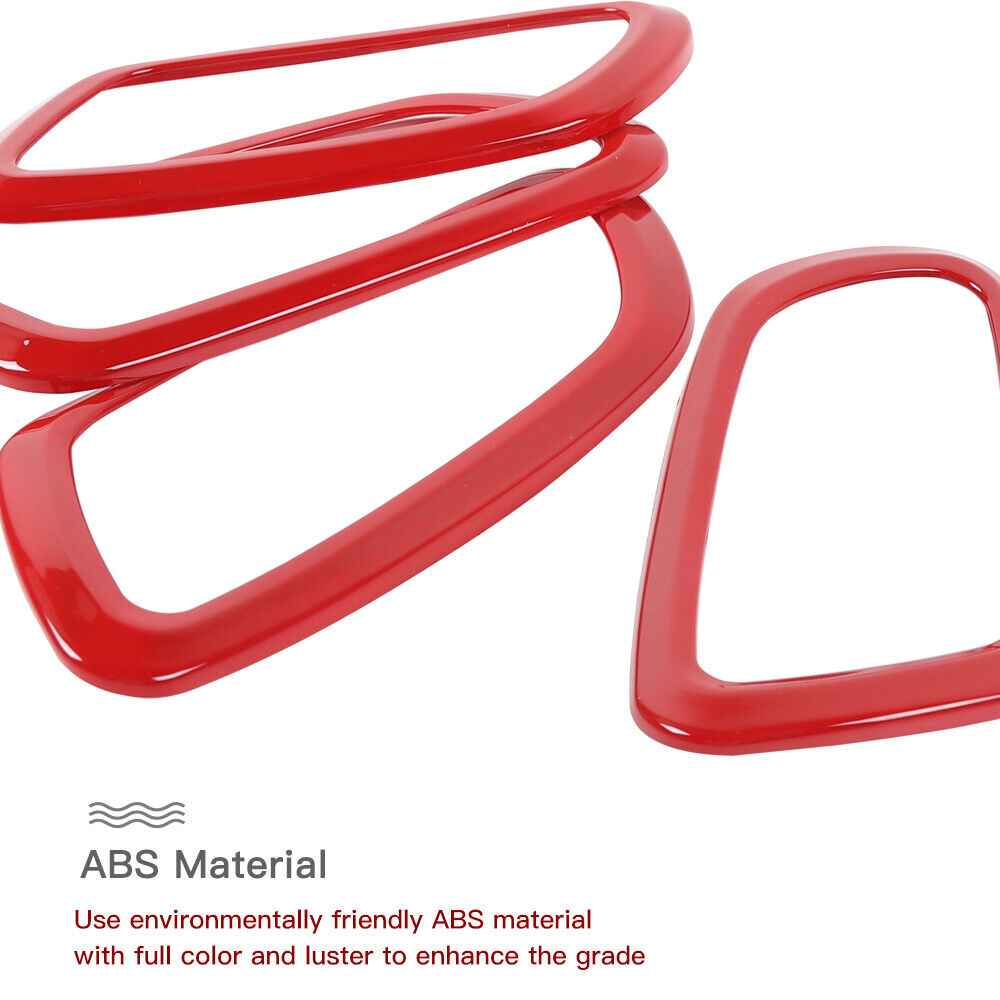 ABS Material
Use environmentally friendly ABS material
with full color and luster to enhance the grade